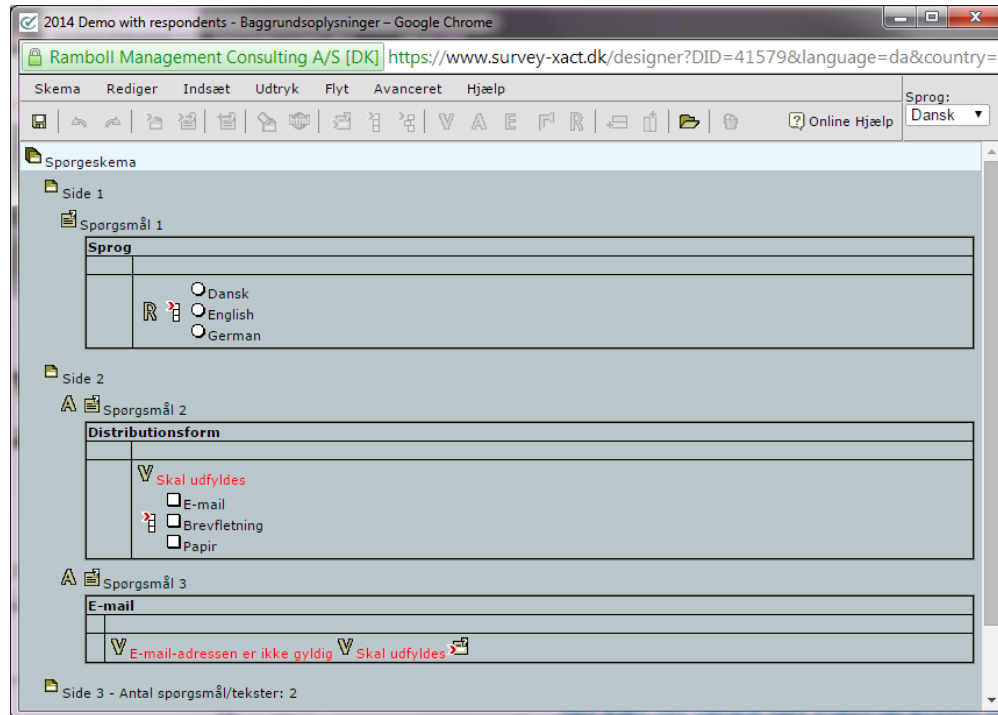 2014 Demo with respondents - Baggrundsoplysninger – Google Chrome
Ramboll Management Consulting A/S [DK] https://www.survey-xact.dk/designer?DID=41579&language=da&country=
Skema Rediger Indsæt Udtryk Flyt Avanceret Hjælp
Sprog:
V A E R Online Hjælp Dansk
Spørgeskema
Side 1
Spørgsmål 1
Sprog
Dansk
R English
German
Side 2
A Spørgsmål 2
Distributionsform
V Skal udfyldes
E-mail
Brevfletning
Papir
A Spørgsmål 3
E-mail
V E-mail-adressen er ikke gyldig V Skal udfyldes
Side 3 - Antal spørgsmål/tekster: 2